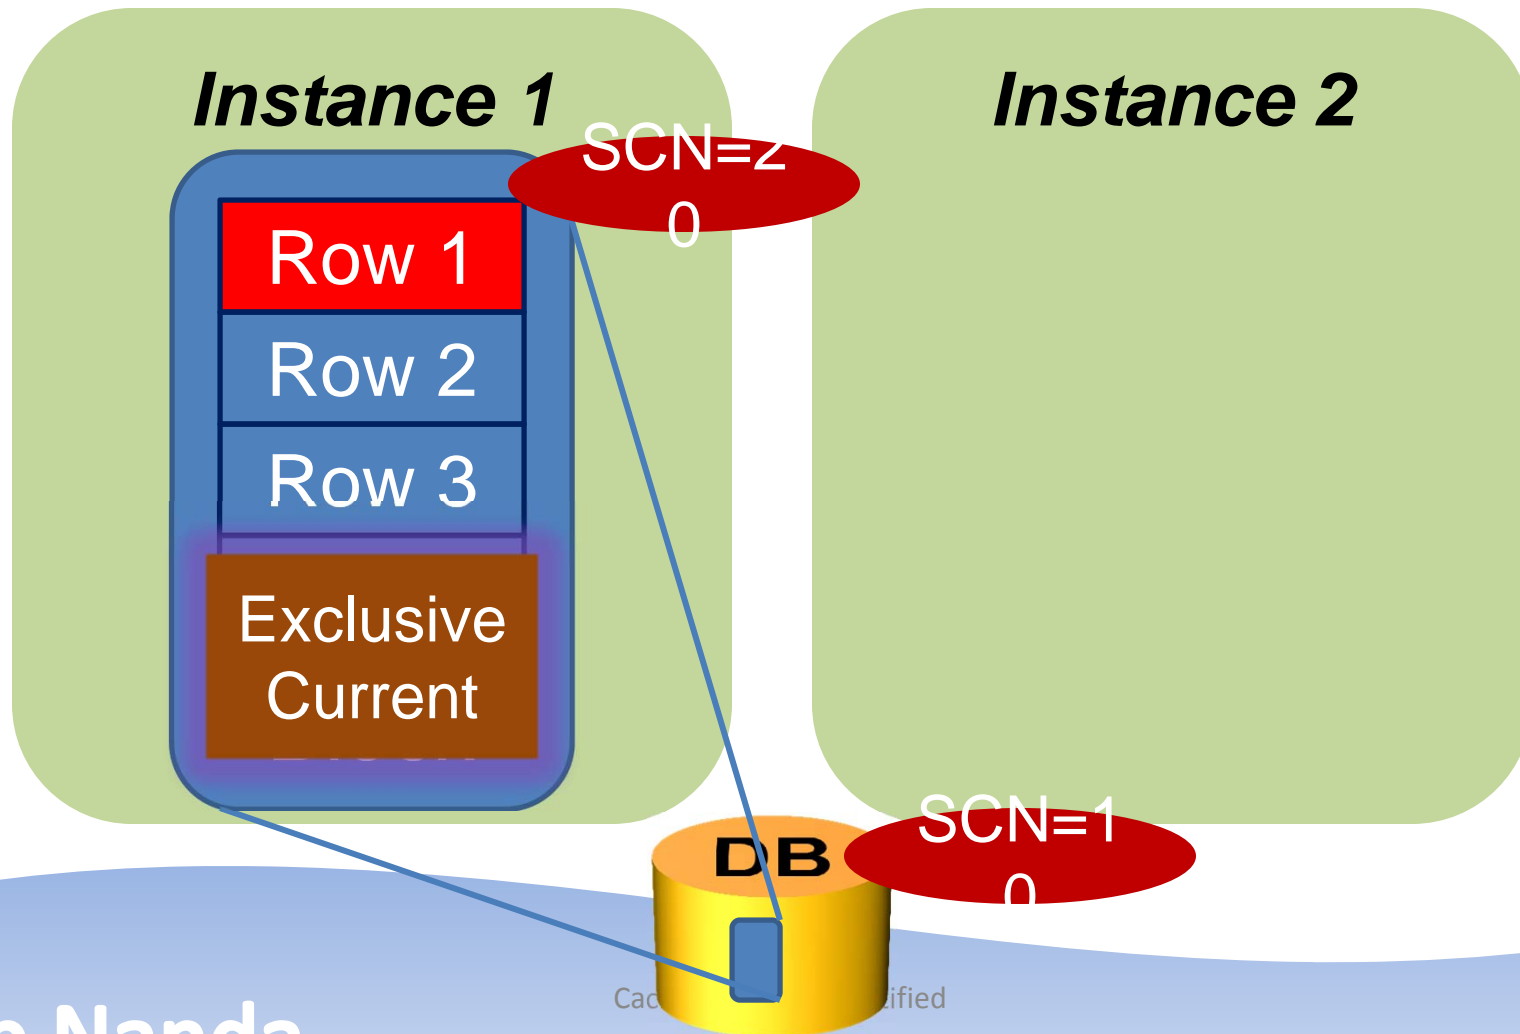 Instance 1
Instance 2
SCN=2
0
Row 1
Row 2
Row 3
Exclusive
Current
SCN=1
0
DB
Nanda